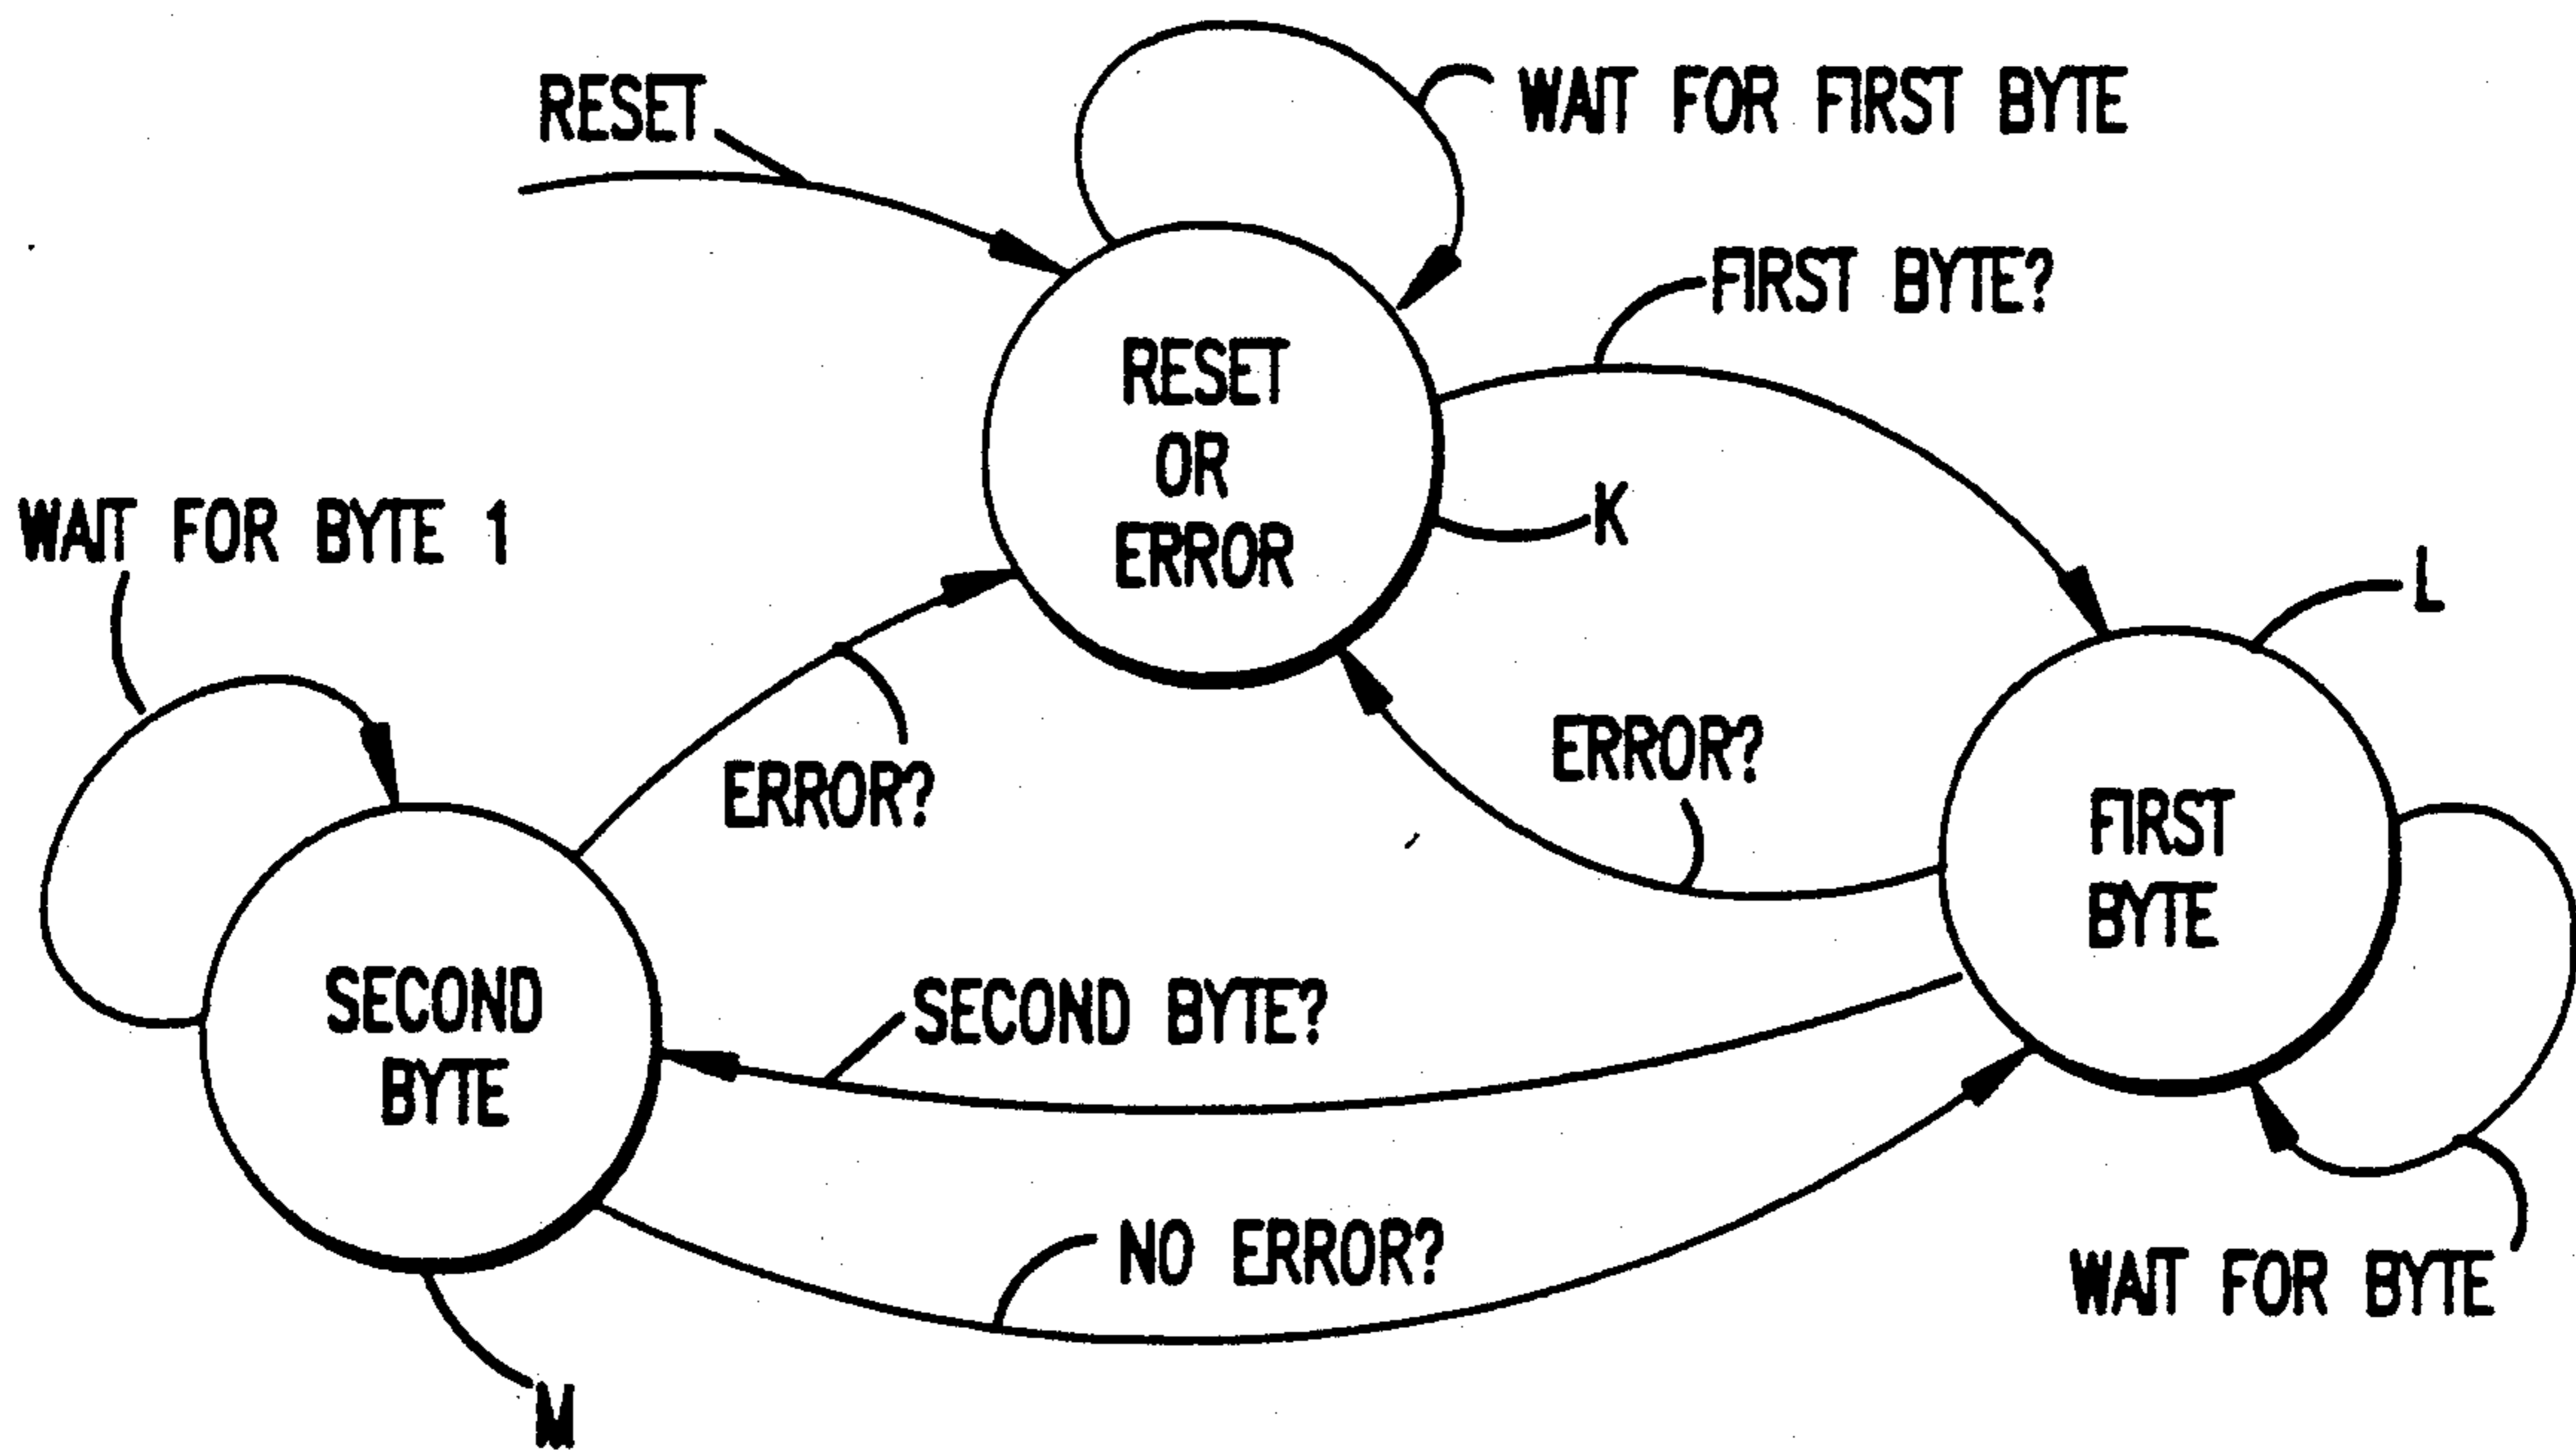 RESET
WAIT FOR FIRST BYTE
FIRST BYTE?
RESET
OR
ERROR
K
WAIT FOR BYTE 1
L
ERROR?
ERROR?
FIRST
BYTE
SECOND
BYTE
SECOND BYTE?
NO ERROR?
WAIT FOR BYTE
M